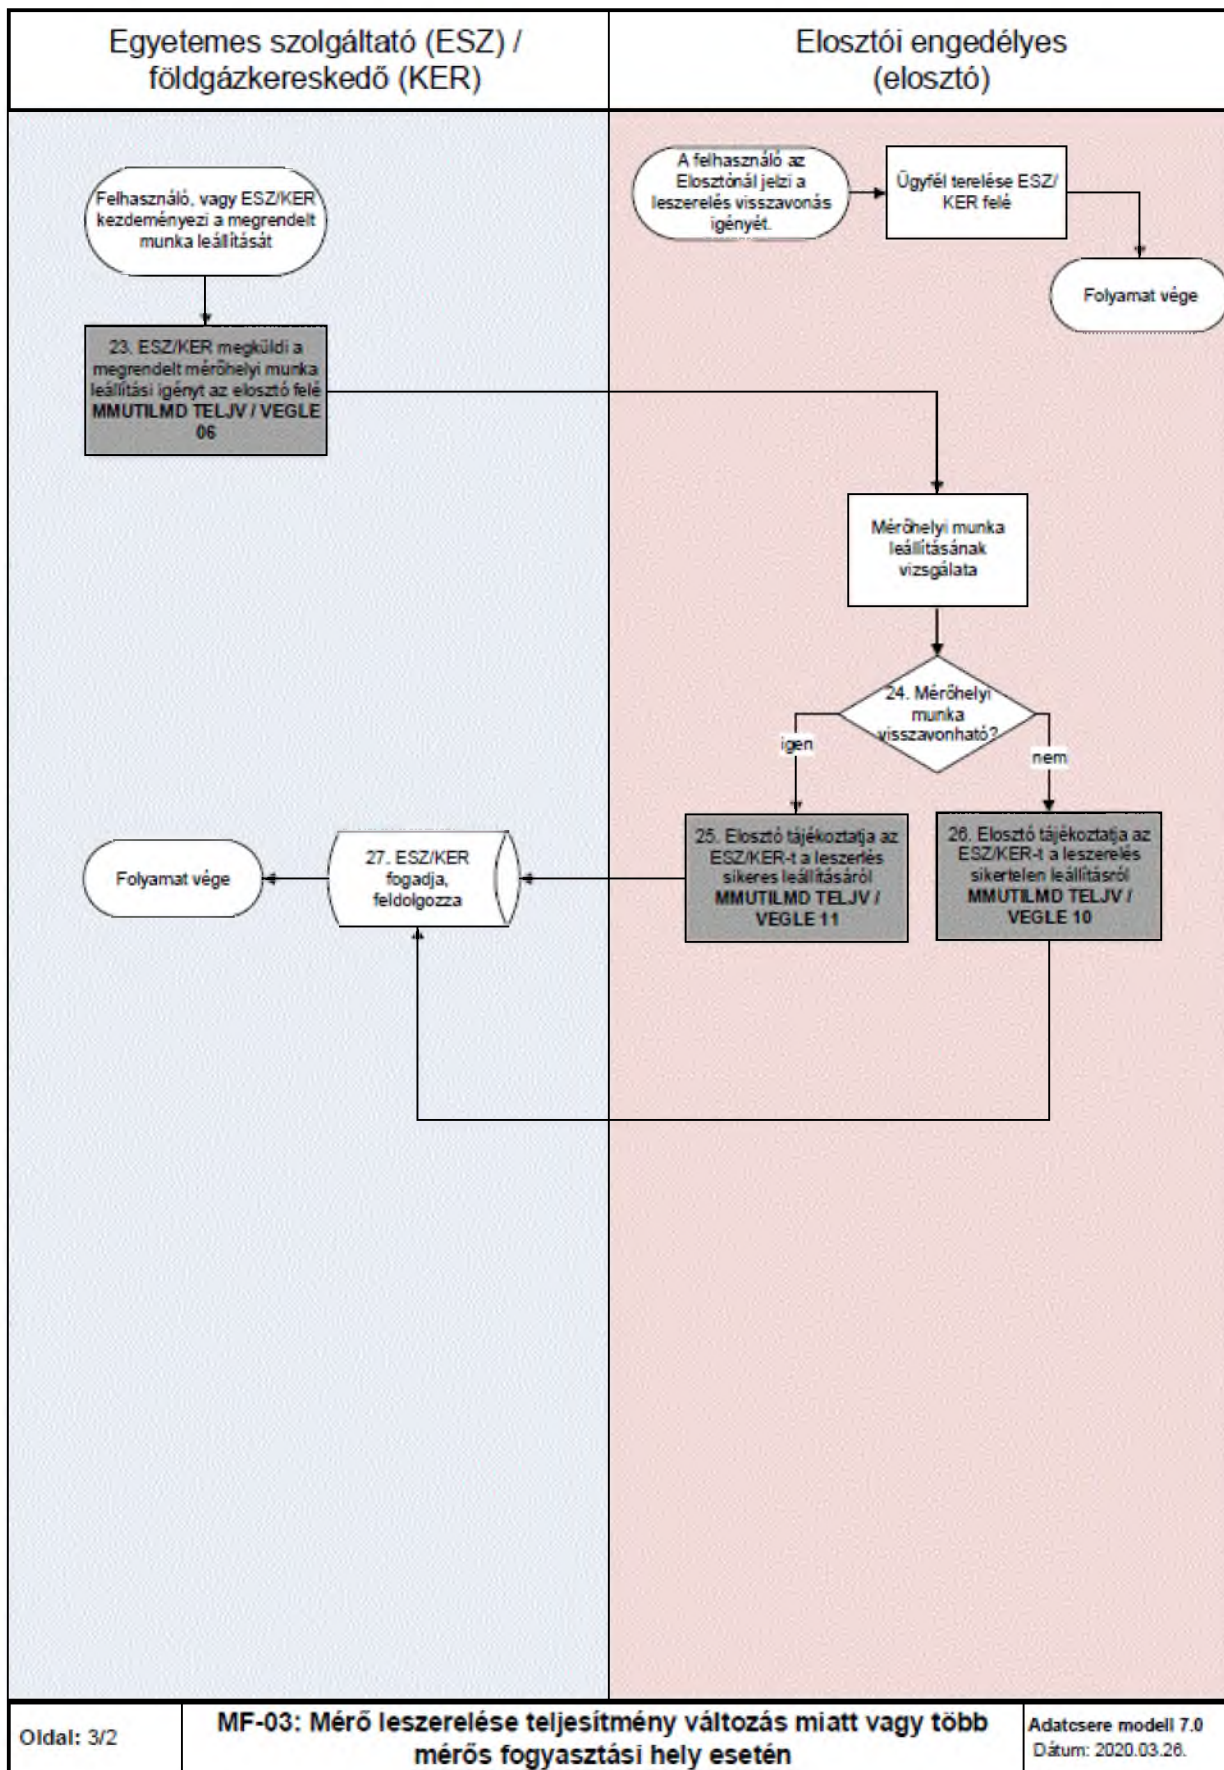 Egyetemes szolgáltató (ESZ) /
földgázkereskedő (KER)
Elosztói engedélyes
(elosztó)
Felhasználó, vagy ESZ/KER
kezdeményezi a megrendelt
munka leállítását
A felhasználó az
Elosztónál jelzi a
leszerelés visszavonás
igényét.
Ügyfél terelése ESZ/
KER felé
Folyamat vége
23. ESZ/KER megküldi a
megrendelt mérőhelyi munka
leállítási igényt az elosztó felé
MMUTILMD TELJV / VEGLE
06
Mérőhelyi munka
leállításának
vizsgálata
24. Mérőhelyi
munka
visszavonható?
igen
nem
25. Elosztó tájékoztatja az
ESZ/KER-t a leszerlés
sikeres leállításáról
MMUTILMD TELJV /
VEGLE 11
26. Elosztó tájékoztatja az
ESZ/KER-t a leszerelés
sikertelen leállításról
MMUTILMD TELJV /
VEGLE 10
27. ESZ/KER
fogadja,
feldolgozza
Folyamat vége
Oldal: 3/2
MF-03: Mérő leszerelése teljesítmény változás miatt vagy több
mérős fogyasztási hely esetén
Adatcsere modell 7.0
Dátum: 2020.03.26.